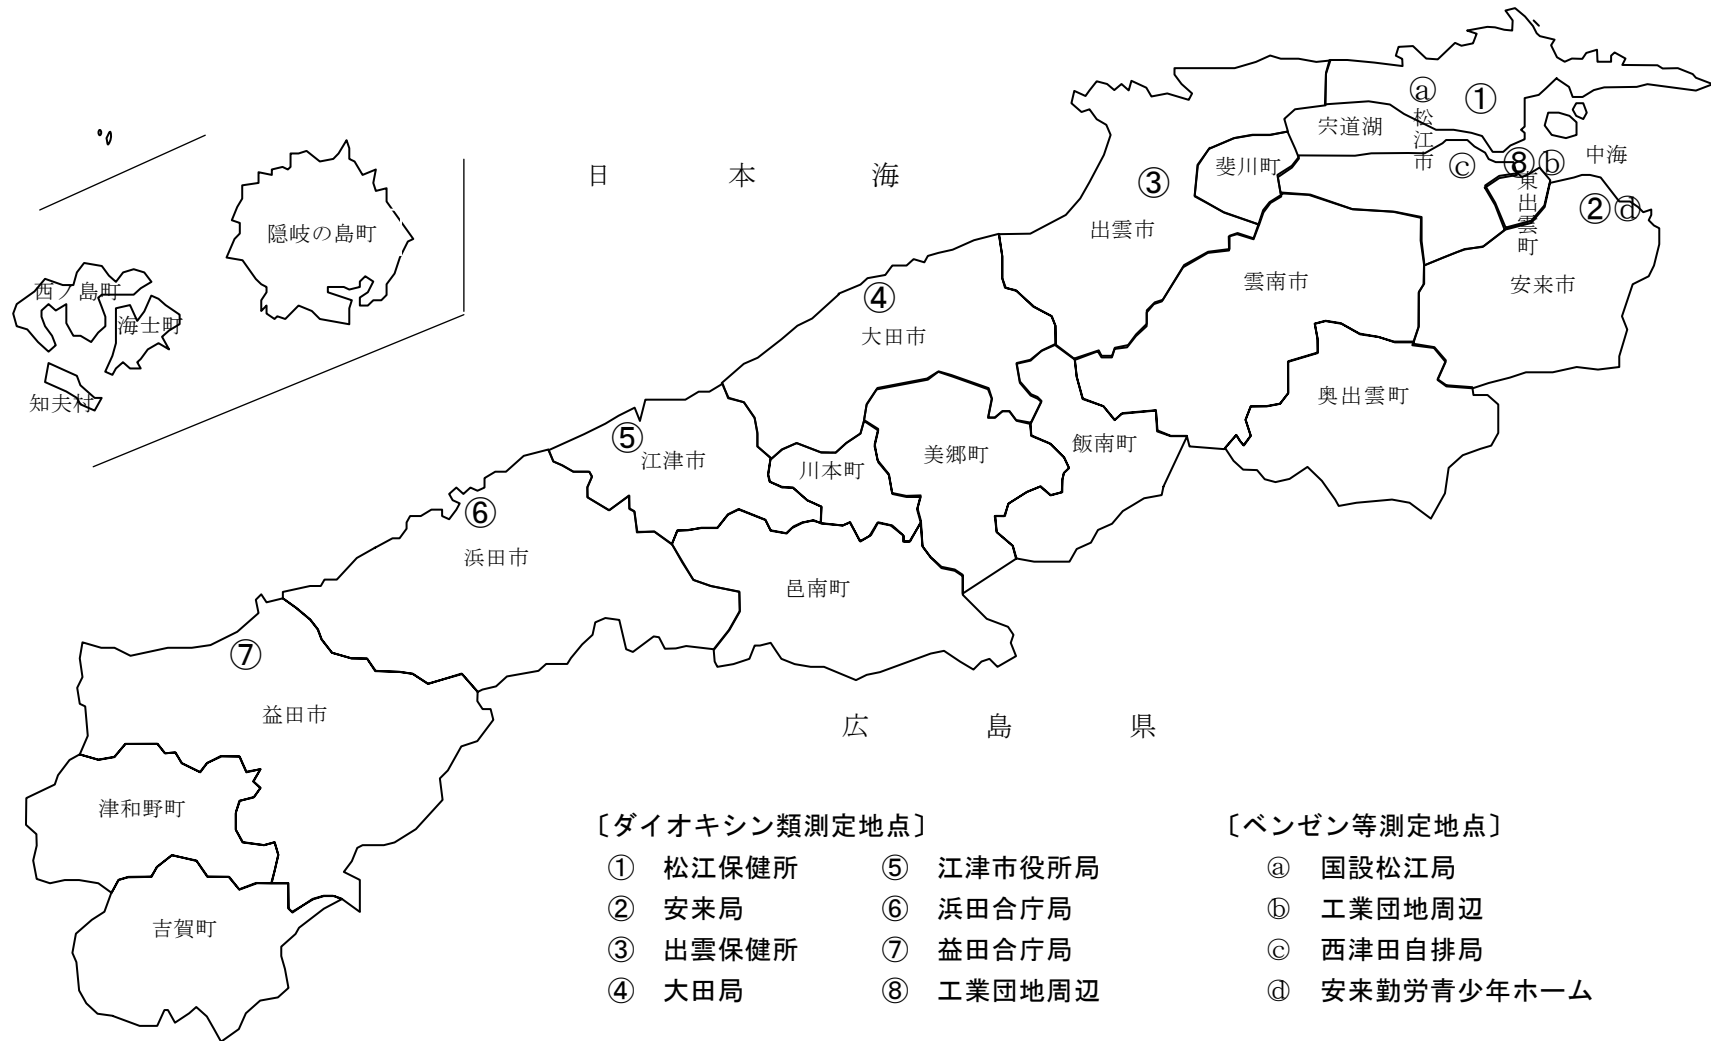 ⓐ
①
宍道湖
松江市
ⓒ
⑧
ⓑ
中海
斐川町
③
東出雲町
②
ⓓ
日本海
出雲市
隠岐の島町
雲南市
安来市
西ノ島町
④
海士町
大田市
知夫村
奥出雲町
⑤
江津市
川本町
美郷町
飯南町
⑥
浜田市
邑南町
⑦
益田市
広島県
津和野町
吉賀町
〔ダイオキシン類測定地点〕
① 松江保健所
② 安来局
③ 出雲保健所
④ 大田局
⑤ 江津市役所局
⑥ 浜田合庁局
⑦ 益田合庁局
⑧ 工業団地周辺
〔ベンゼン等測定地点〕
ⓐ 国設松江局
ⓑ 工業団地周辺
ⓒ 西津田自排局
ⓓ 安来勤労青少年ホーム